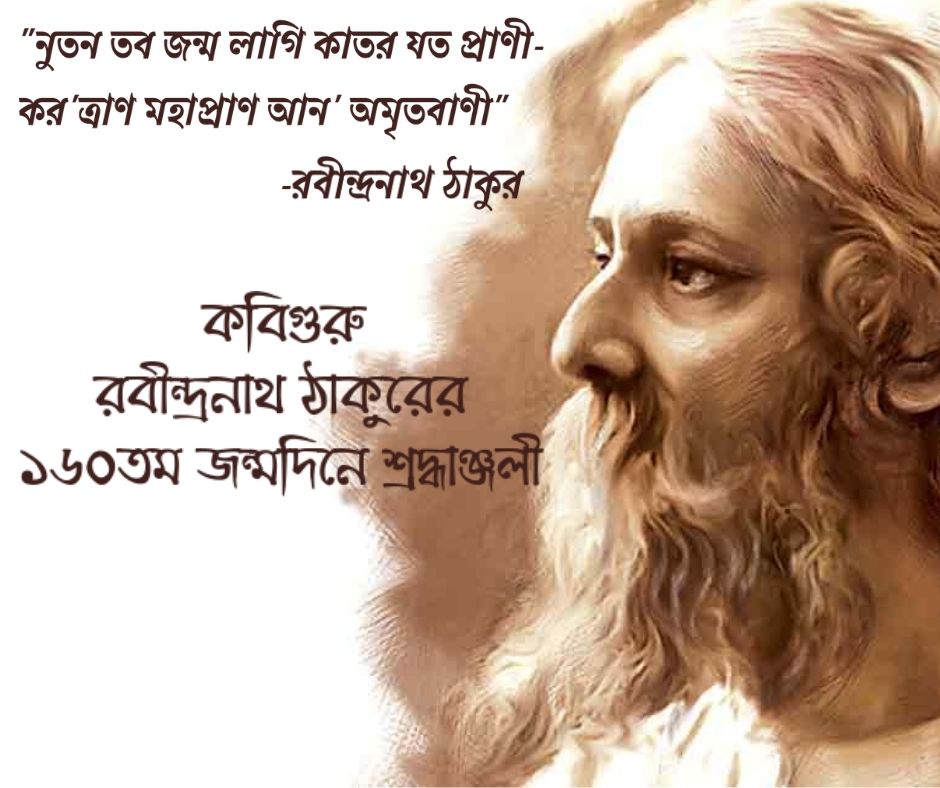 "নুতন তব জন্ম লাগি কাতর যত প্রাণী-
কর'ত্রাণ মহাপ্রাণ আন' অমৃতবাণী"
-রবীন্দ্রনাথ ঠাকুর
কবিগুরু
রবীন্দ্রনাথ ঠাকুরের
১৬০তম জন্মদিনে শ্রদ্ধাঞ্জলী